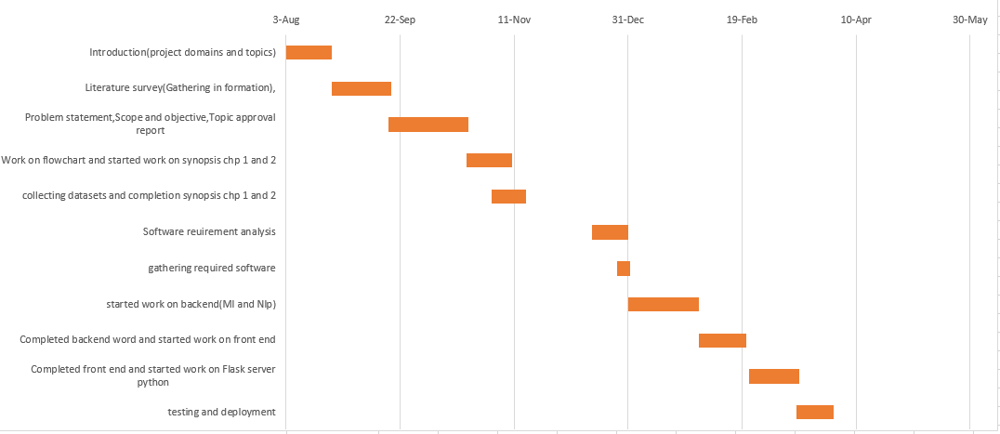 3-Aug 22-Sep 11-Nov 31-Dec 19-Feb 10-Apr 30-May
Introduction(project domains and topics)
Literature survey(Gathering in formation),
Problem statement,Scope and objective,Topic approval
report
Work on flowchart and started work on synopsis chp 1 and 2
collecting datasets and completion synopsis chp 1 and 2
Software reuirement analysis
gathering required software
started work on backend(Ml and Nlp)
Completed backend word and started work on front end
Completed front end and started work on Flask server
python
testing and deployment